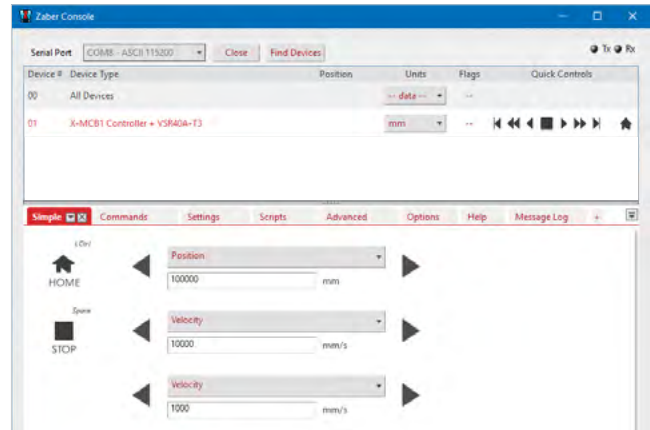 Zaber Console
Serial Port COM8 - ASCII 115200 Close Find Devices Tx Rx
Device # Device Type Position Units Flags Quick Controls
00 All Devices -- data -- --
01 X-MCB1 Controller + VSR40A-T3 mm --
Simple Commands Settings Scripts Advanced Options Help Message Log +
HOME
Position
100000 mm
Space
STOP
Velocity
10000 mm/s
Velocity
1000 mm/s